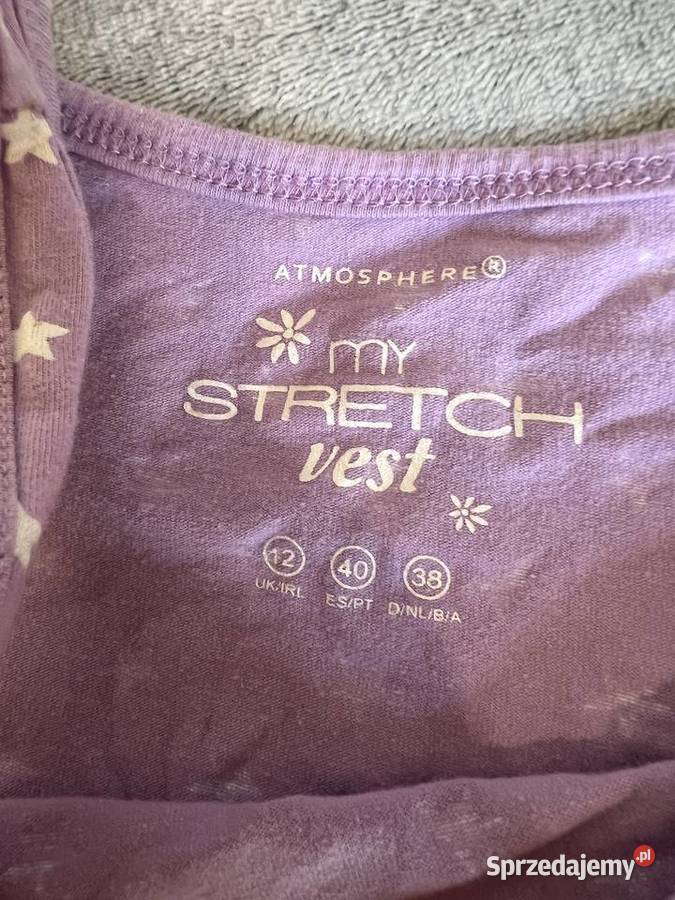 ATMOSPHERE®
MY
STRETCH
vest
12 40 38
UK/IRL ES/PT D/NL/B/A
Sprzedajemy.pl